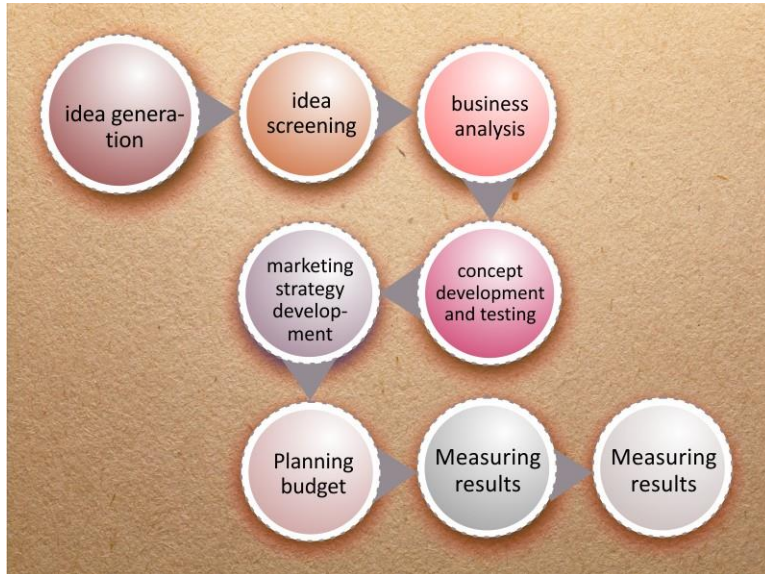 idea genera-
tion
idea
screening
business
analysis
concept
development
and testing
marketing
strategy
develop-
ment
Planning
budget
Measuring
results
Measuring
results